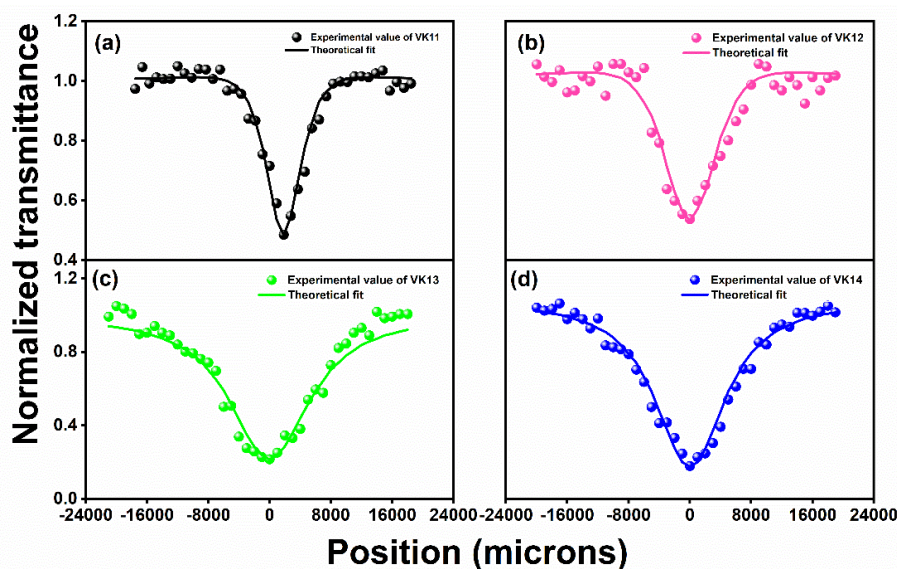 Normalized transmittance
1.2
1.0
0.8
0.6
0.4
(a)
Experimental value of VK11
Theoretical fit
(b)
Experimental value of VK12
Theoretical fit
1.2
0.8
0.4
0.0
(c)
Experimental value of VK13
Theoretical fit
(d)
Experimental value of VK14
Theoretical fit
-24000 -16000 -8000 0 8000 16000 24000
-24000 -16000 -8000 0 8000 16000 24000
Position (microns)